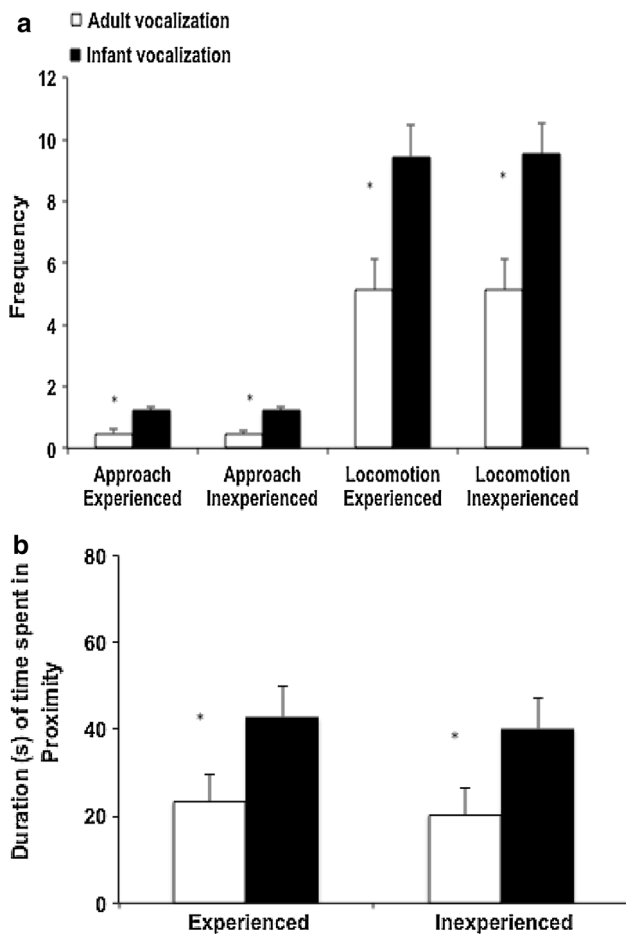 a
Adult vocalization
Infant vocalization
12
10
8
6
4
2
0
Frequency
*
*
*
*
Approach Experienced
Approach Inexperienced
Locomotion Experienced
Locomotion Inexperienced
b
80
60
40
20
0
Duration (s) of time spent in
Proximity
*
*
Experienced
Inexperienced